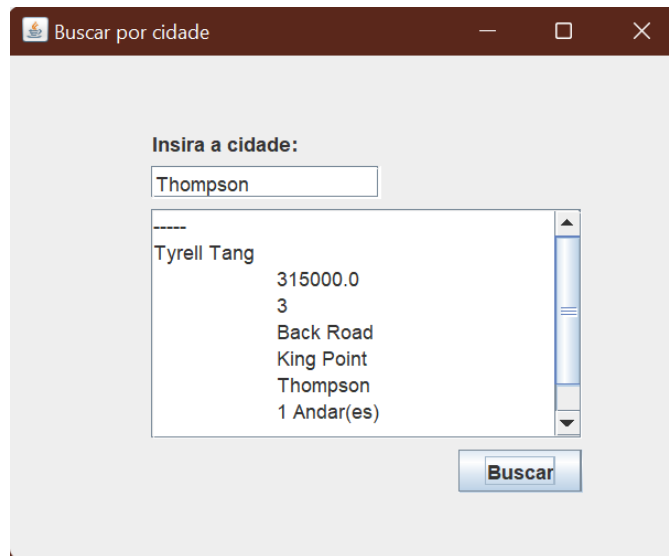 Buscar por cidade
Insira a cidade:
Thompson
-----
Tyrell Tang
315000.0
3
Back Road
King Point
Thompson
1 Andar(es)
Buscar